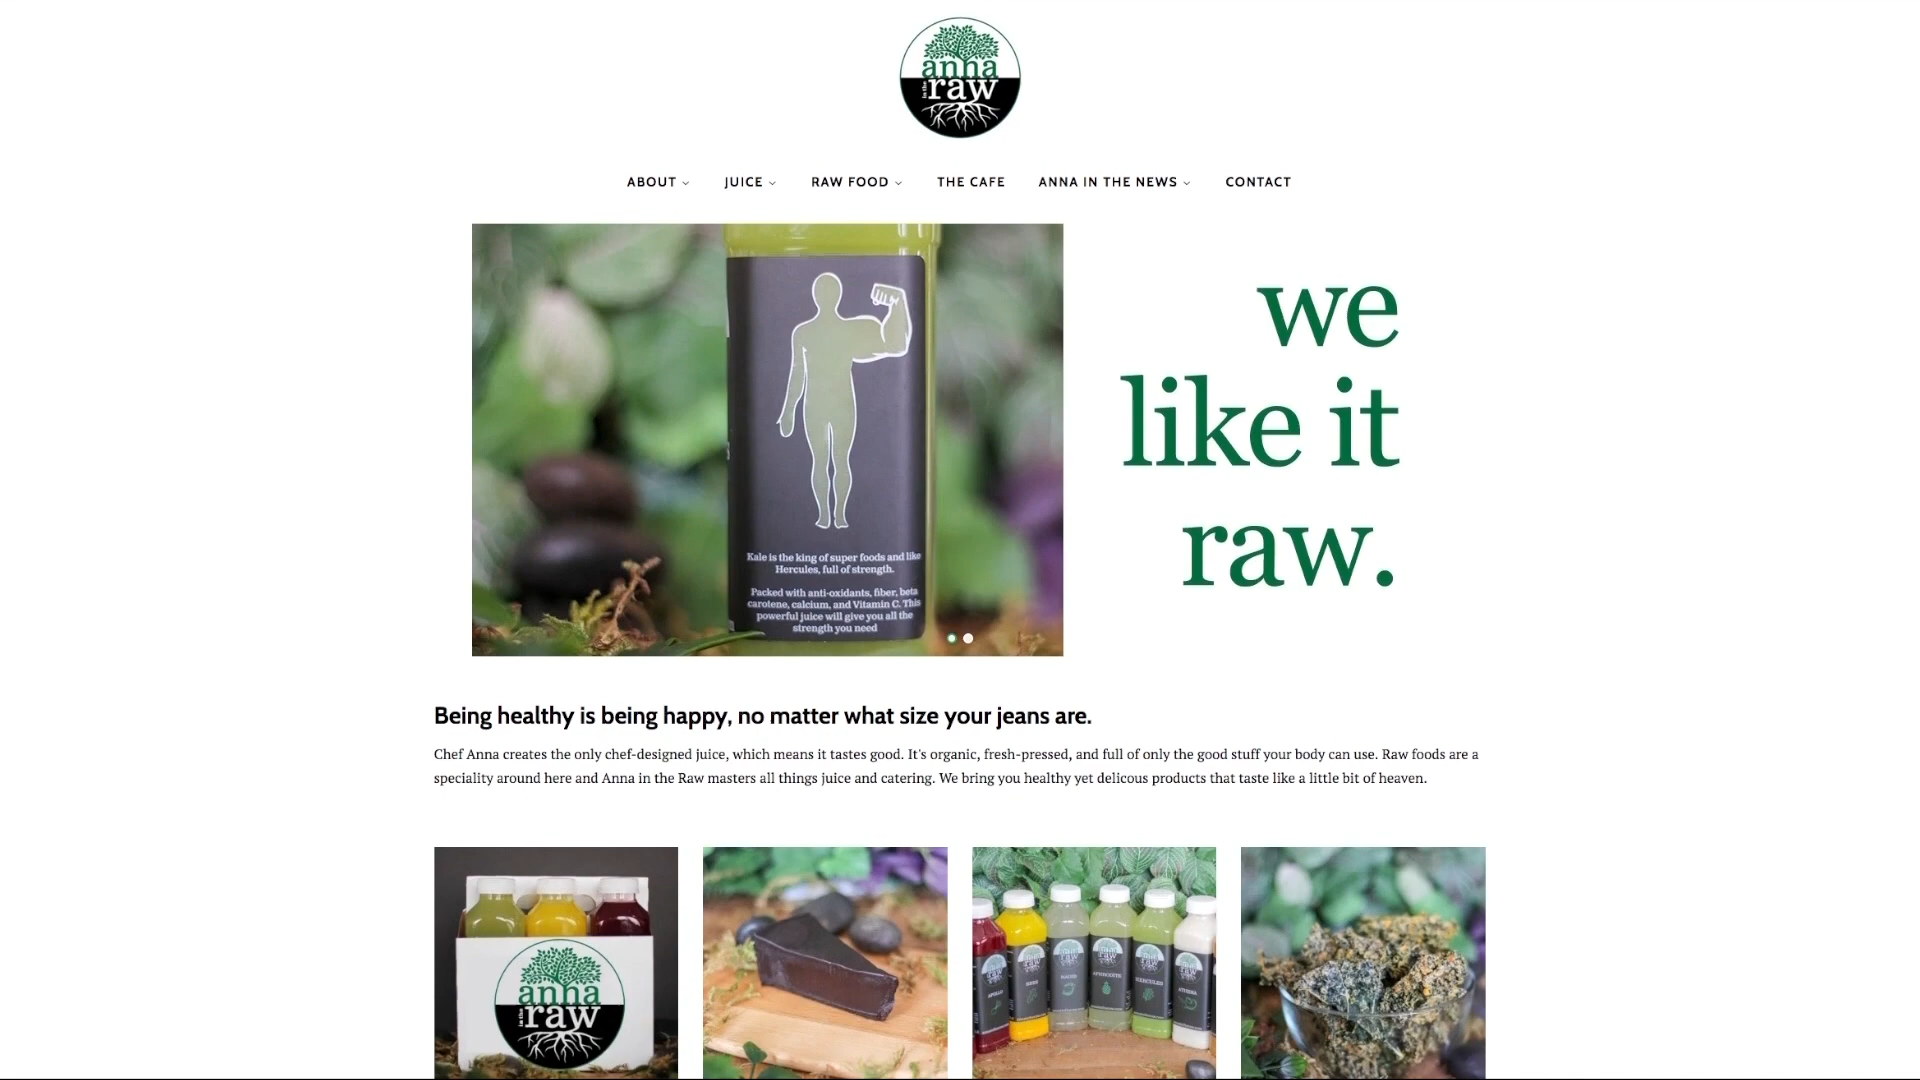 anna
in the
raw
ABOUT
JUICE
RAW FOOD
THE CAFE
ANNA IN THE NEWS
CONTACT
we
like it
raw.
Kale is the king of super foods and like
Hercules, full of strength.
Packed with anti-oxidants, fiber, beta
carotene, calcium, and Vitamin C. This
powerful juice will give you all the
strength you need
Being healthy is being happy, no matter what size your jeans are.
Chef Anna creates the only chef-designed juice, which means it tastes good. It's organic, fresh-pressed, and full of only the good stuff your body can use. Raw foods are a
speciality around here and Anna in the Raw masters all things juice and catering. We bring you healthy yet delicous products that taste like a little bit of heaven.
anna
in the
raw
APOLLO
APHRODITE
HERCULES
ATHENA